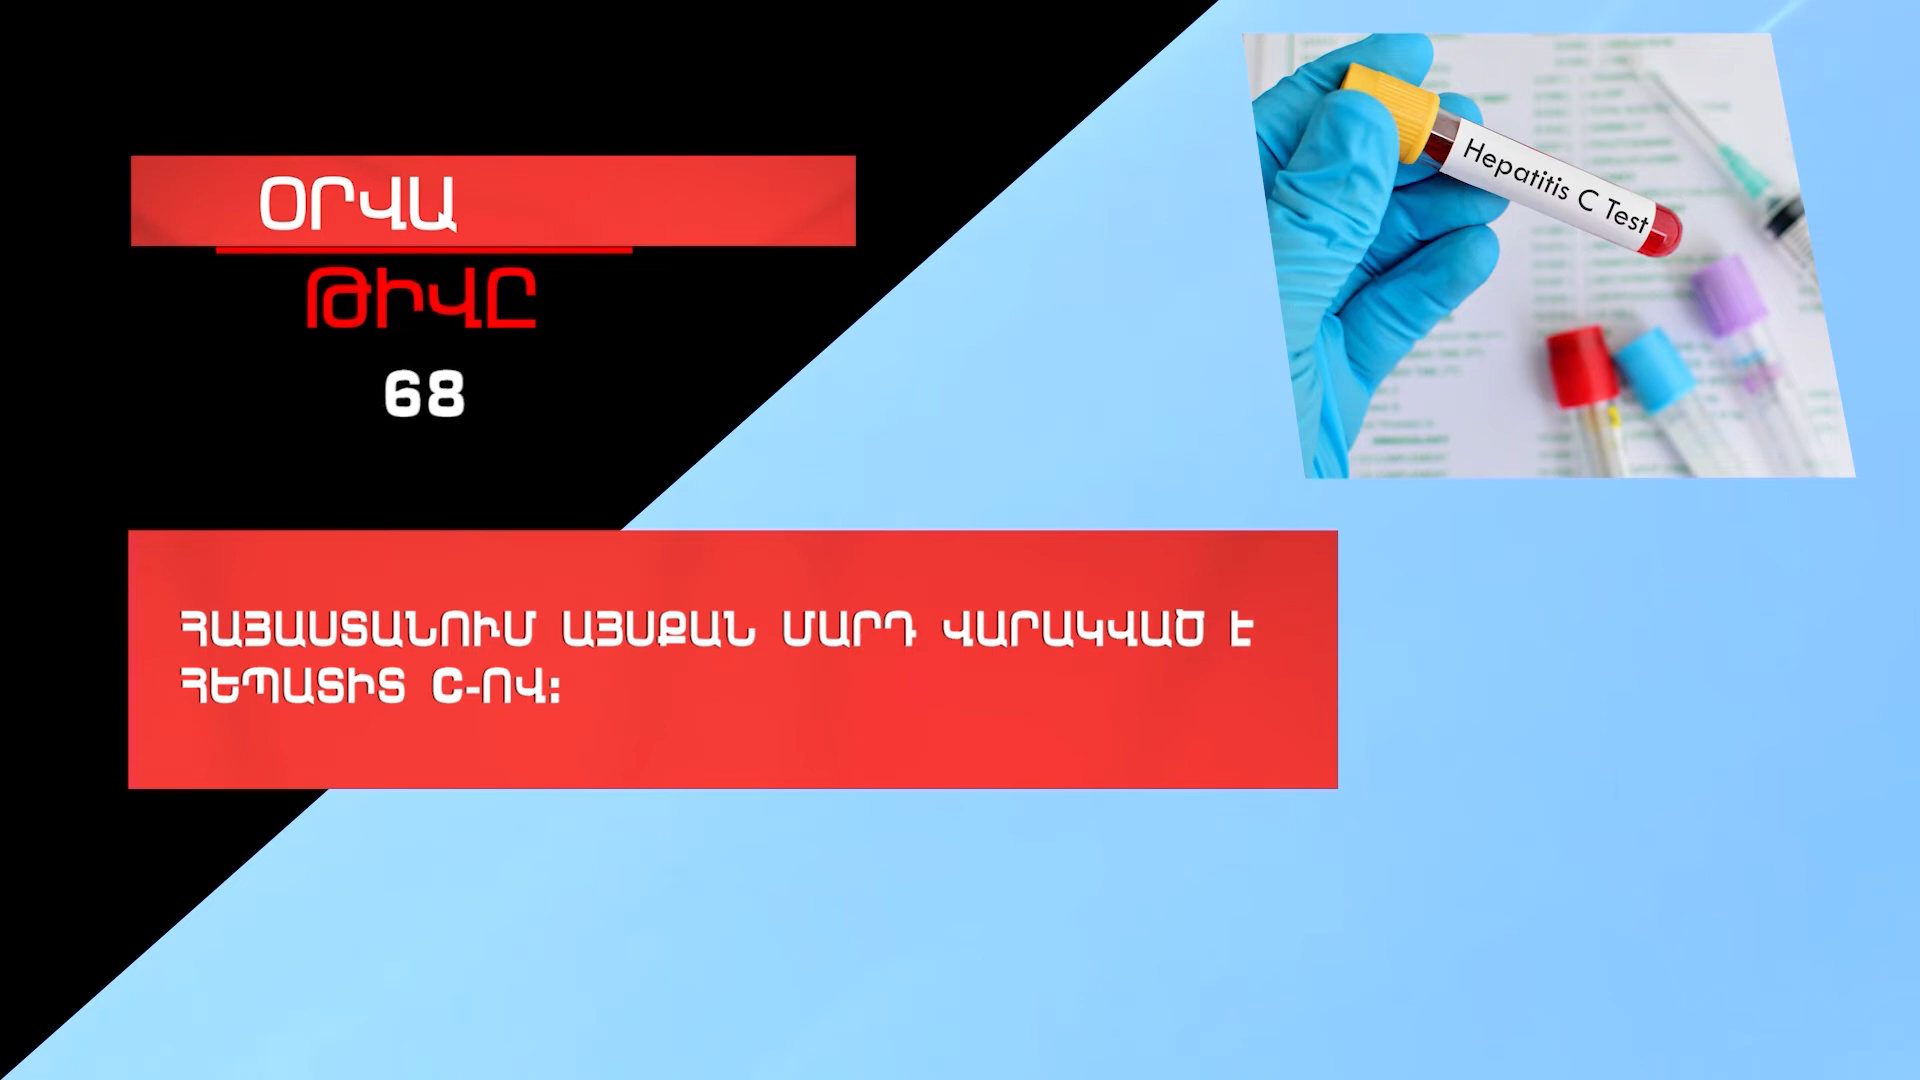 ՕՐՎԱ
ԹԻՎԸ
68
ՀԱՅԱՍՏԱՆՈՒՄ ԱՅՍՔԱՆ ՄԱՐԴ ՎԱՐԱԿՎԱԾ Է
ՀԵՊԱՏԻՏ C-ՈՎ:
Hepatitis C Test